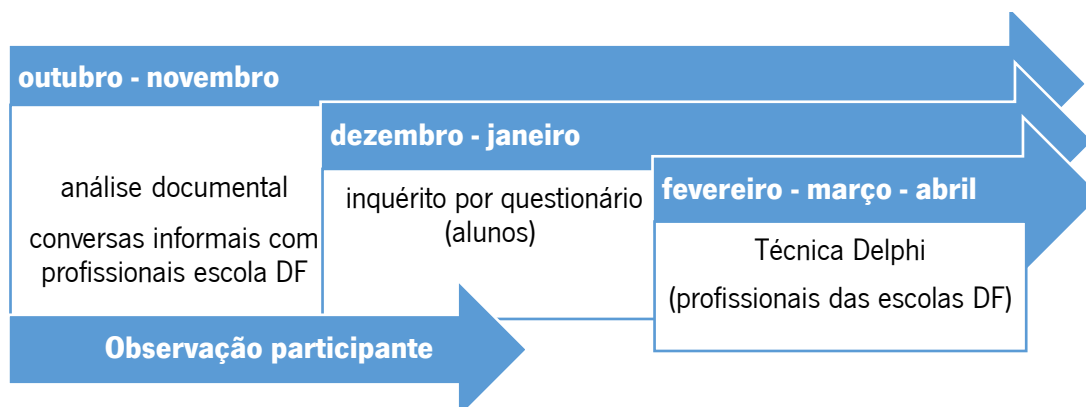 outubro - novembro
análise documental
conversas informais com
profissionais escola DF
dezembro - janeiro
inquérito por questionário
(alunos)
fevereiro - março - abril
Técnica Delphi
(profissionais das escolas DF)
Observação participante